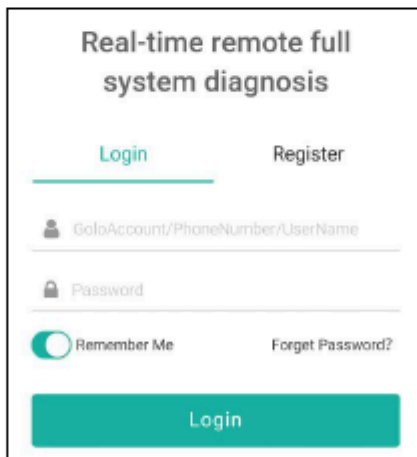 Real-time remote full
system diagnosis
Login Register
GoloAccount/PhoneNumber/UserName
Password
Remember Me Forget Password?
Login